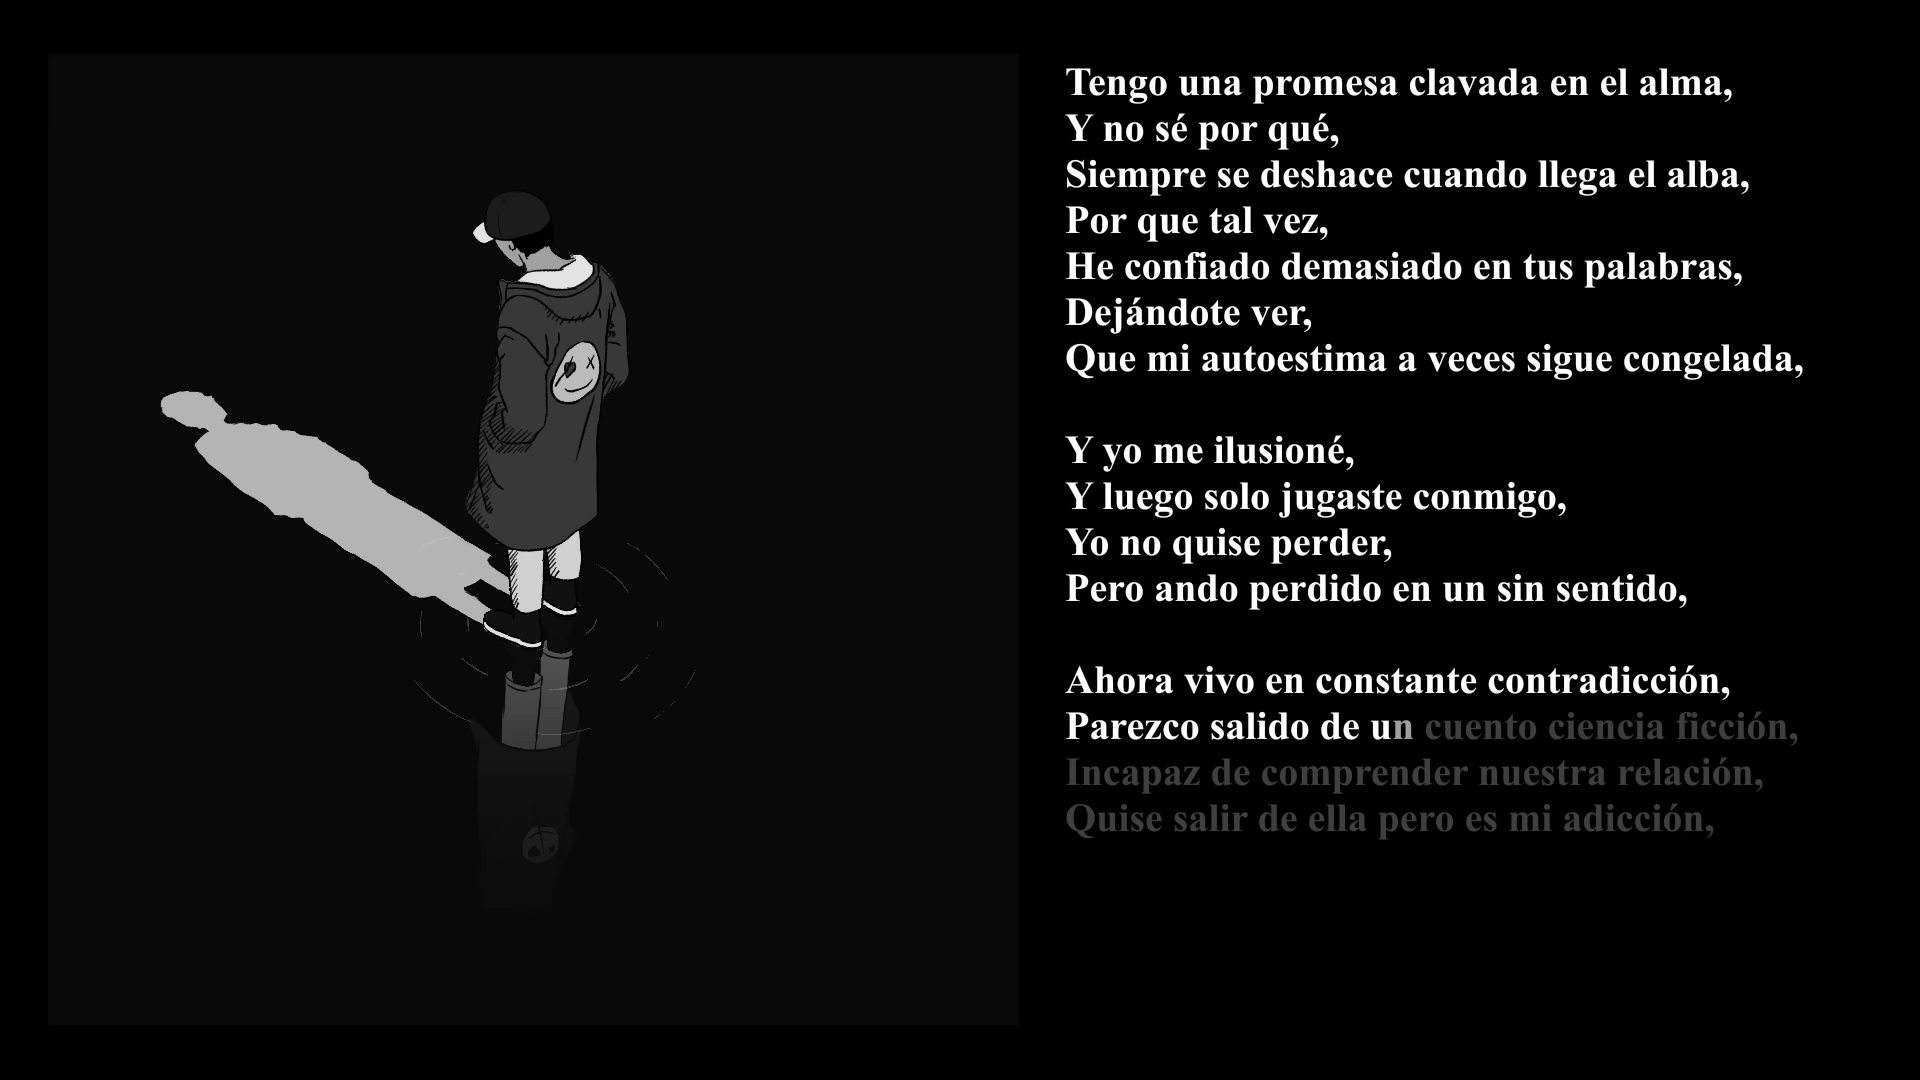 Tengo una promesa clavada en el alma,
Y no sé por qué,
Siempre se deshace cuando llega el alba,
Por que tal vez,
He confiado demasiado en tus palabras,
Dejándote ver,
Que mi autoestima a veces sigue congelada,
Y yo me ilusioné,
Y luego solo jugaste conmigo,
Yo no quise perder,
Pero ando perdido en un sin sentido,
Ahora vivo en constante contradicción,
Parezco salido de un cuento ciencia ficción,
Incapaz de comprender nuestra relación,
Quise salir de ella pero es mi adicción,